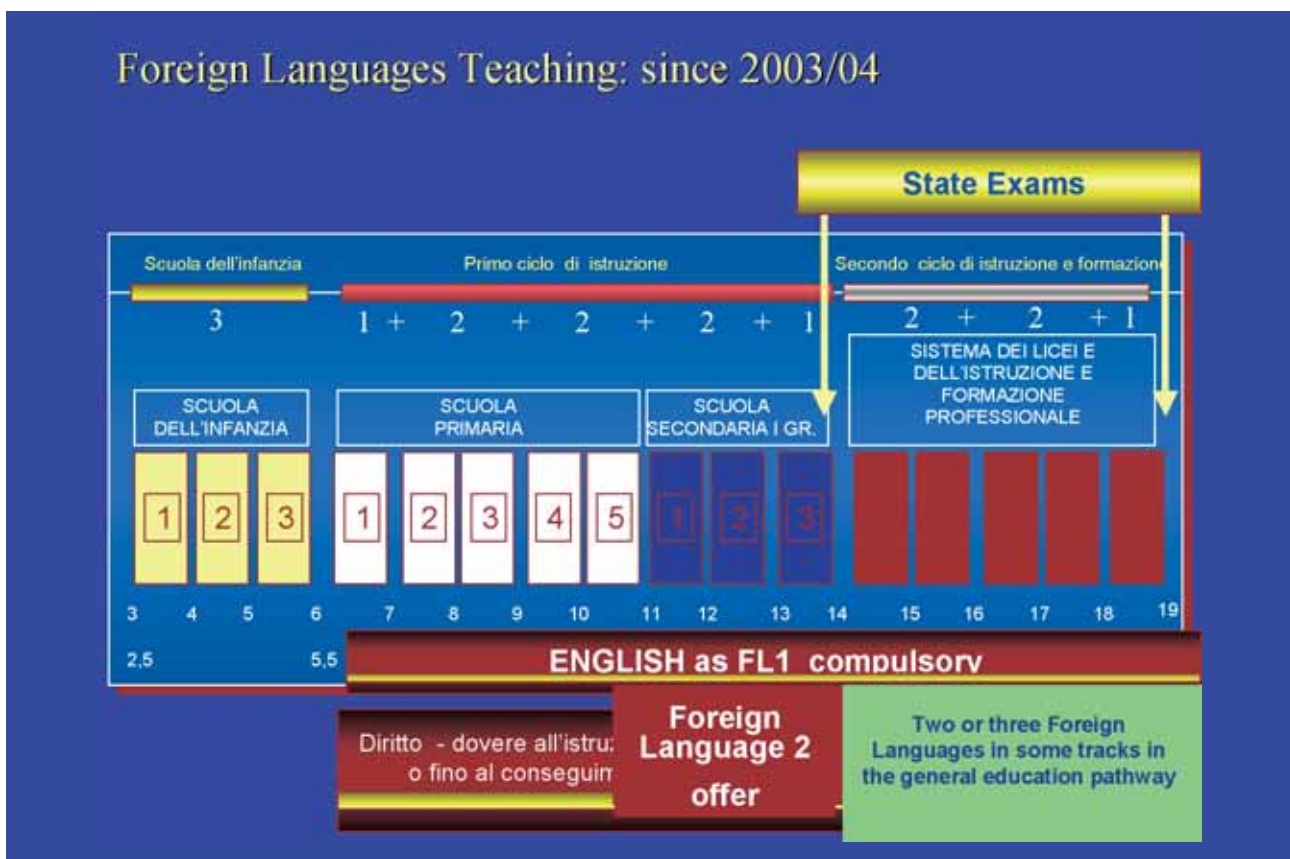 Foreign Languages Teaching: since 2003/04
State Exams
Scuola dell'infanzia
Primo ciclo di istruzione
Secondo ciclo di istruzione e formazione
3
1 + 2 + 2 + 2 + 1
2 + 2 + 1
SCUOLA
DELL'INFANZIA
SCUOLA
PRIMARIA
SCUOLA
SECONDARIA I GR.
SISTEMA DEI LICEI E
DELL'ISTRUZIONE E
FORMAZIONE
PROFESSIONALE
1 2 3
1 2 3 4 5
1 2 3
3 4 5 6 7 8 9 10 11 12 13 14 15 16 17 18 19
2,5 5,5
ENGLISH as FL1 compulsory
Diritto - dovere all'istru
o fino al conseguim
Foreign
Language 2
offer
Two or three Foreign
Languages in some tracks in
the general education pathway